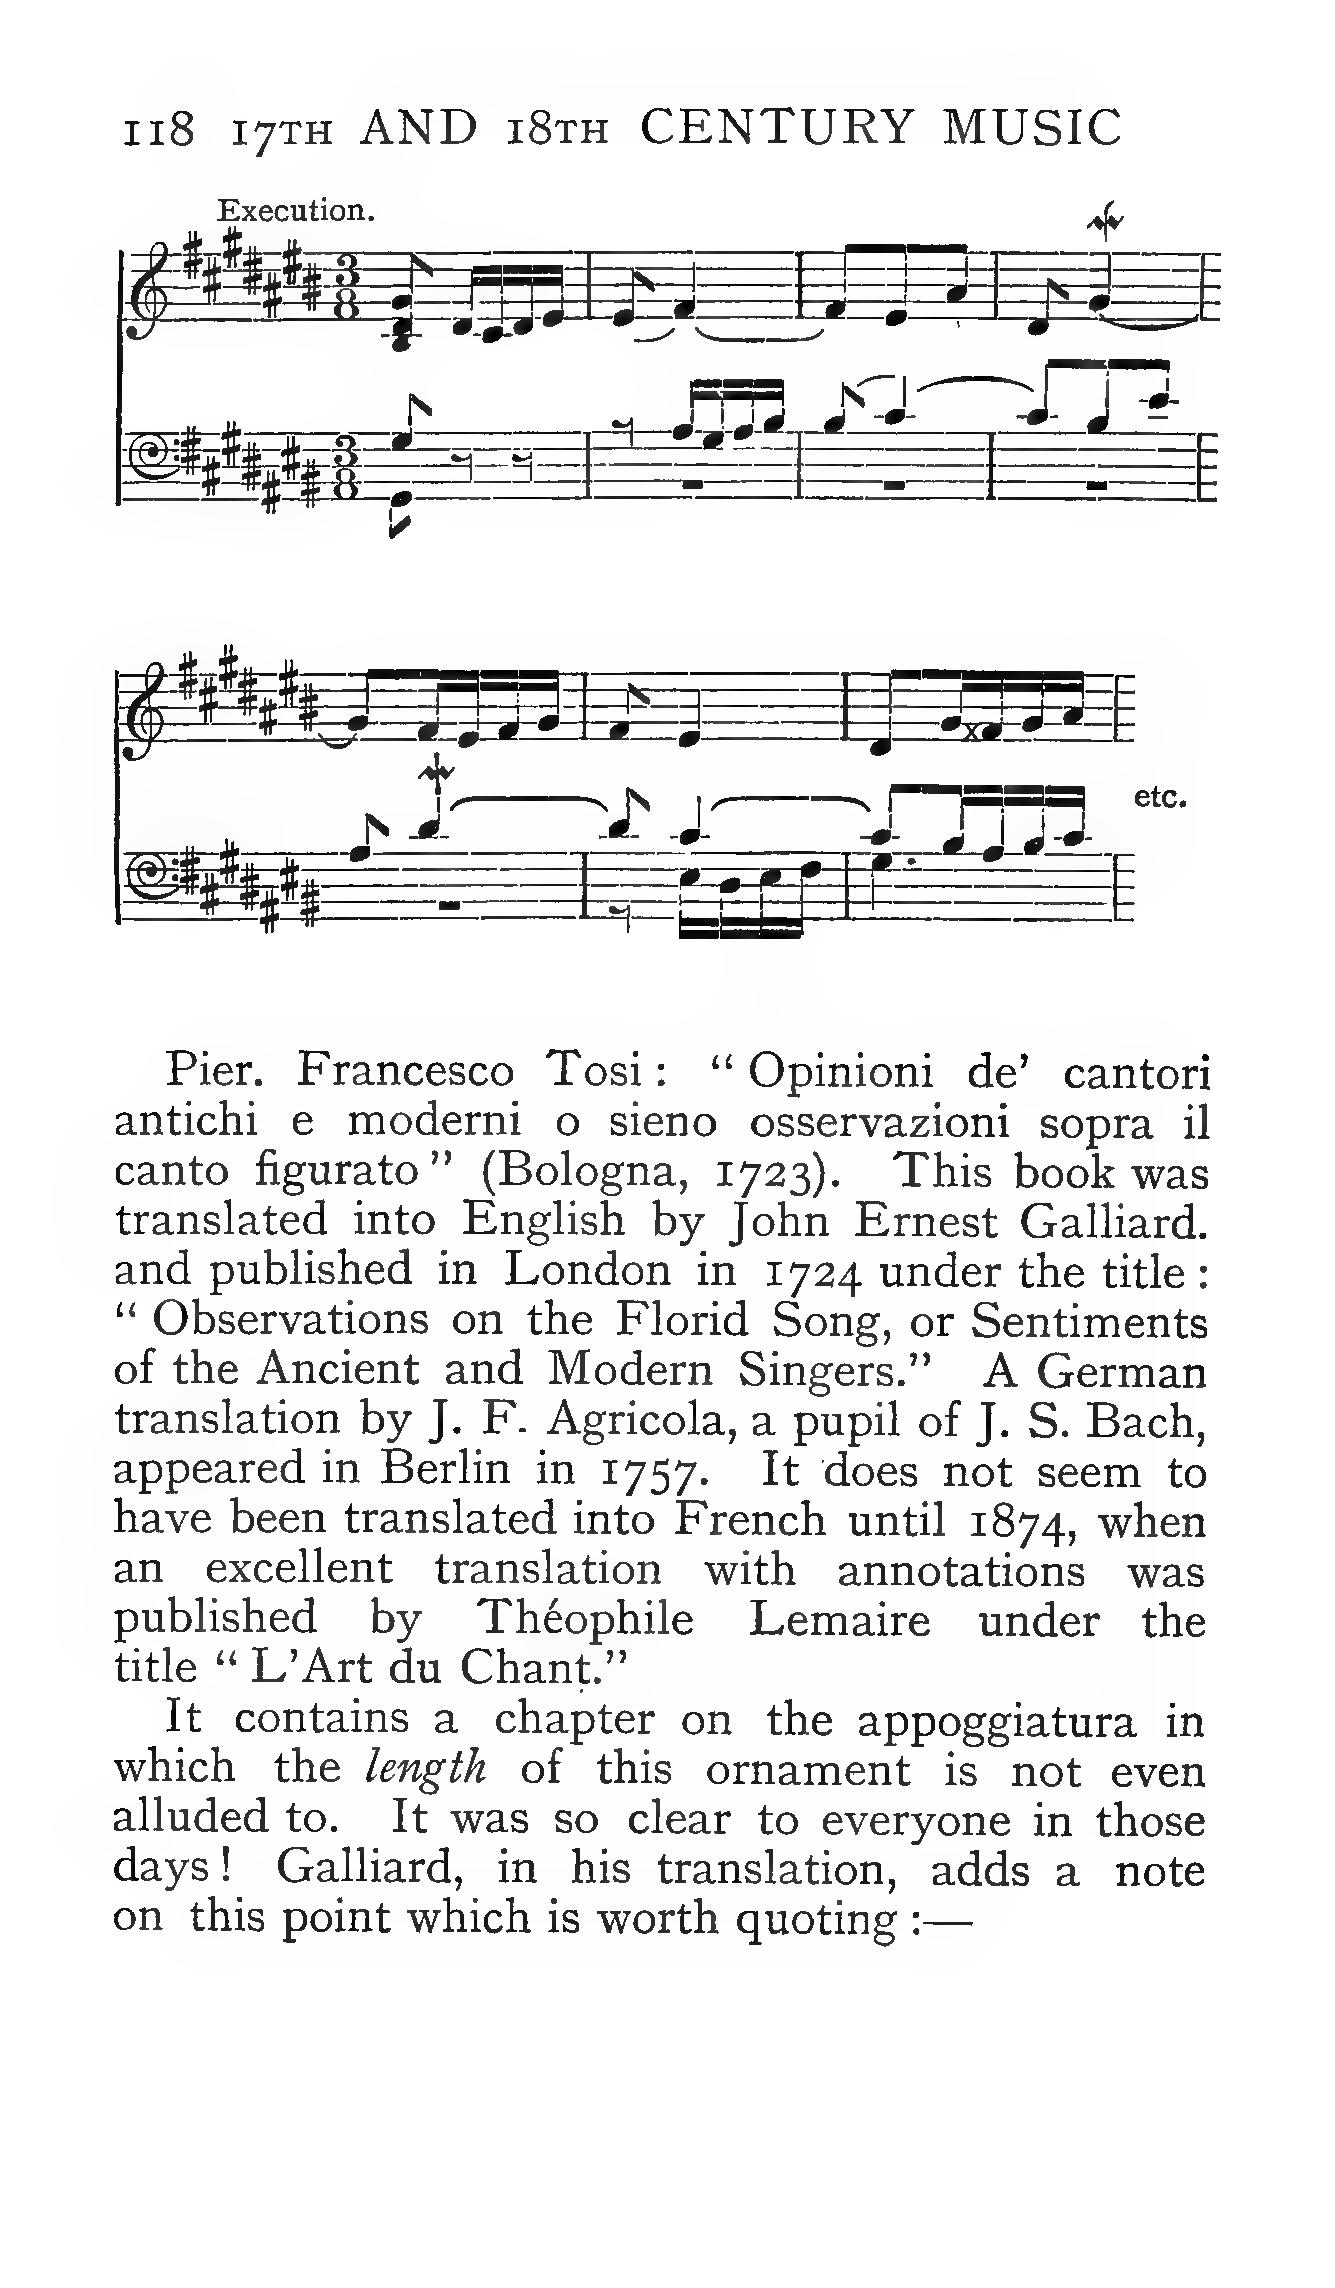 118 17TH AND 18TH CENTURY MUSIC
Execution.
etc.
Pier. Francesco Tosi : “ Opinioni de’ cantori
antichi e moderni o sieno osservazioni sopra il
canto figurato ” (Bologna, 1723). This book was
translated into English by John Ernest Galliard.
and published in London in 1724 under the title :
“ Observations on the Florid Song, or Sentiments
of the Ancient and Modern Singers.” A German
translation by J. F. Agricola, a pupil of J. S. Bach,
appeared in Berlin in 1757. It does not seem to
have been translated into French until 1874, when
an excellent translation with annotations was
published by Théophile Lemaire under the
title “ L’Art du Chant.”
It contains a chapter on the appoggiatura in
which the length of this ornament is not even
alluded to. It was so clear to everyone in those
days ! Galliard, in his translation, adds a note
on this point which is worth quoting :—